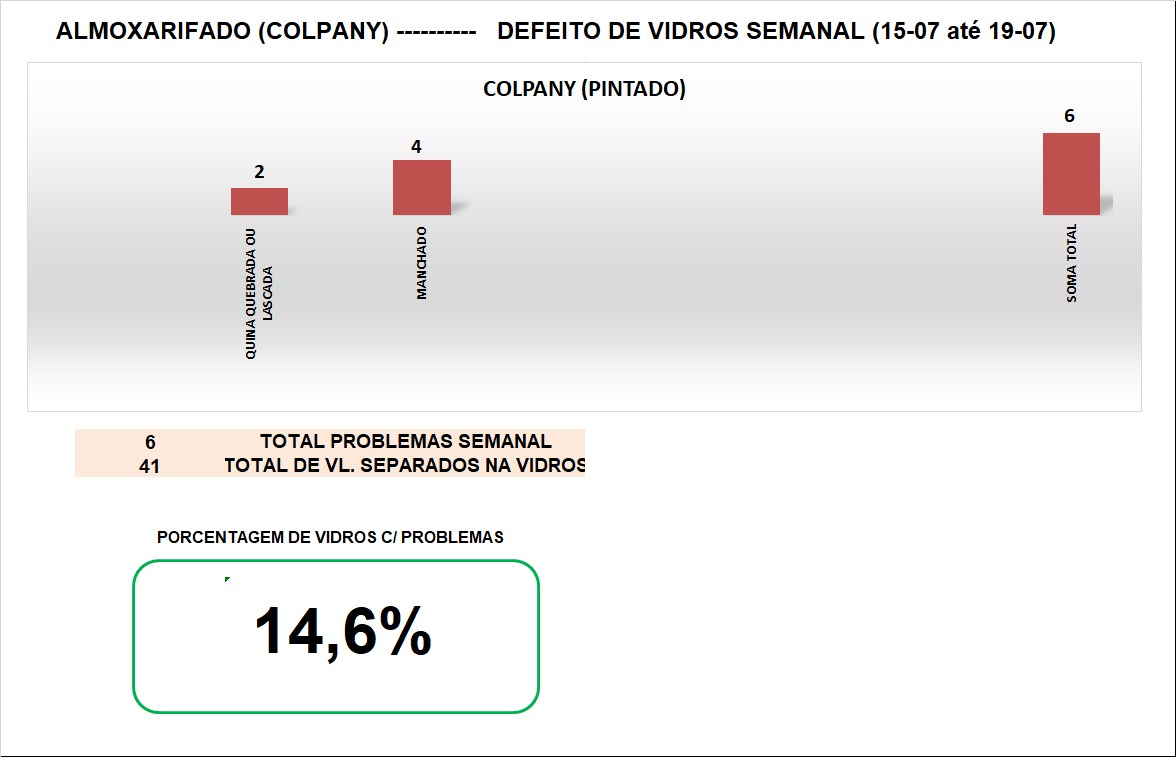 ALMOXARIFADO (COLPANY) ---------- DEFEITO DE VIDROS SEMANAL (15-07 até 19-07)
COLPANY (PINTADO)
2
4
6
QUINA QUEBRADA OU
LASCADA
MANCHADO
SOMA TOTAL
6 TOTAL PROBLEMAS SEMANAL
41 TOTAL DE VL. SEPARADOS NA VIDROS
PORCENTAGEM DE VIDROS C/ PROBLEMAS
14,6%